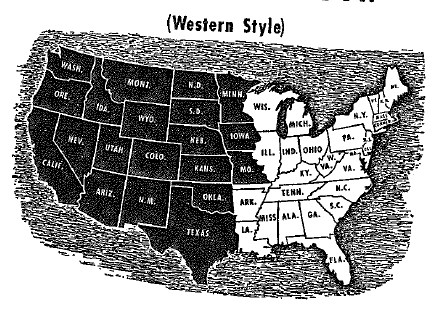 (Western Style)
WASH.
MONT.
N.D.
MINN.
ORE.
IDA.
S.D.
WIS.
MICH.
N.Y.
WYO.
IOWA
NEB.
PA.
NEV.
UTAH
COLO.
ILL.
IND.
OHIO
CALIF.
KANS.
MO.
KY.
W. VA.
VA.
ARIZ.
N.M.
OKLA.
ARK.
TENN.
N.C.
S.C.
TEXAS
LA.
MISS
ALA.
GA.
FLA.